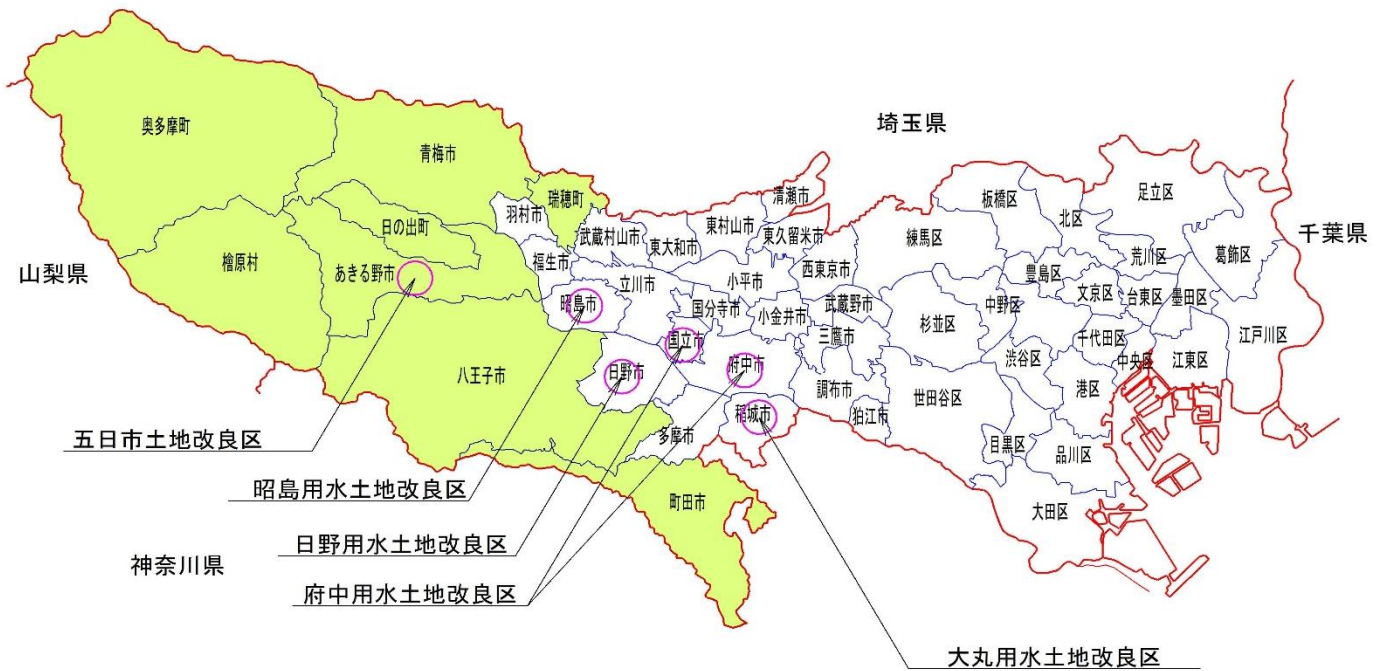 埼玉県
奥多摩町
青梅市
瑞穂町
羽村市
日の出町
檜原村
あきる野市
山梨県
福生市
武蔵村山市
東大和市
東村山市
清瀬市
東久留米市
西東京市
練馬区
板橋区
北区
足立区
千葉県
葛飾区
荒川区
豊島区
文京区
台東区
墨田区
江戸川区
昭島市
立川市
小平市
国分寺市
小金井市
武蔵野市
三鷹市
杉並区
中野区
千代田区
中央区
江東区
渋谷区
港区
国立市
府中市
日野市
八王子市
調布市
狛江市
世田谷区
稲城市
多摩市
目黒区
品川区
大田区
町田市
五日市土地改良区
昭島用水土地改良区
日野用水土地改良区
神奈川県
府中用水土地改良区
大丸用水土地改良区